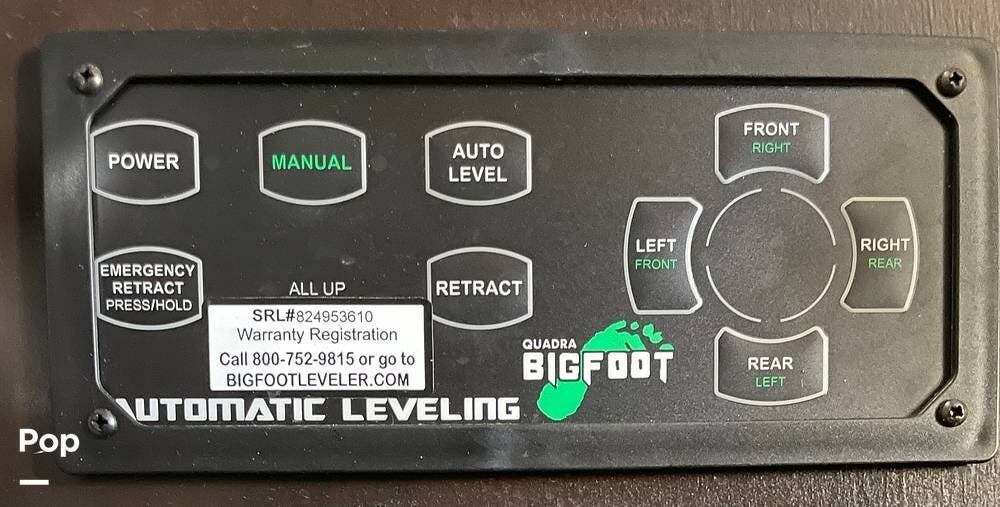 POWER
MANUAL
AUTO
LEVEL
FRONT
RIGHT
LEFT
FRONT
RIGHT
REAR
EMERGENCY
RETRACT
PRESS/HOLD
ALL UP
RETRACT
SRL#824953610
Warranty Registration
Call 800-752-9815 or go to
BIGFOOTLEVELER.COM
QUADRA
BIGFOOT
REAR
LEFT
AUTOMATIC LEVELING
Pop